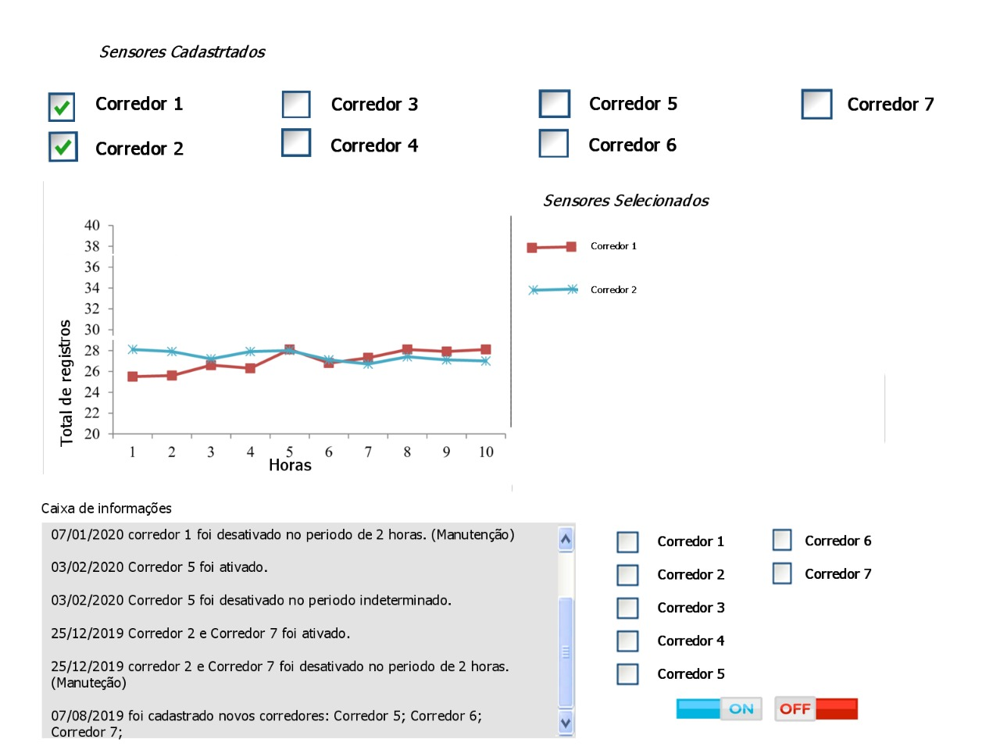 Sensores Cadastrtados
Corredor 1
Corredor 3
Corredor 5
Corredor 7
Corredor 2
Corredor 4
Corredor 6
Sensores Selecionados
Corredor 1
Corredor 2
40
38
36
34
32
30
28
26
24
22
20
Total de registros
1 2 3 4 5 6 7 8 9 10
Horas
Caixa de informações
07/01/2020 corredor 1 foi desativado no periodo de 2 horas. (Manutenção)
03/02/2020 Corredor 5 foi ativado.
03/02/2020 Corredor 5 foi desativado no periodo indeterminado.
25/12/2019 Corredor 2 e Corredor 7 foi ativado.
25/12/2019 corredor 2 e Corredor 7 foi desativado no periodo de 2 horas.
(Manuteção)
07/08/2019 foi cadastrado novos corredores: Corredor 5; Corredor 6;
Corredor 7;
Corredor 1
Corredor 2
Corredor 3
Corredor 4
Corredor 5
Corredor 6
Corredor 7
ON
OFF